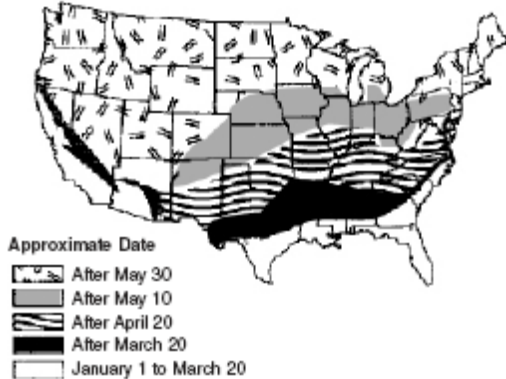 Approximate Date
After May 30
After May 10
After April 20
After March 20
January 1 to March 20